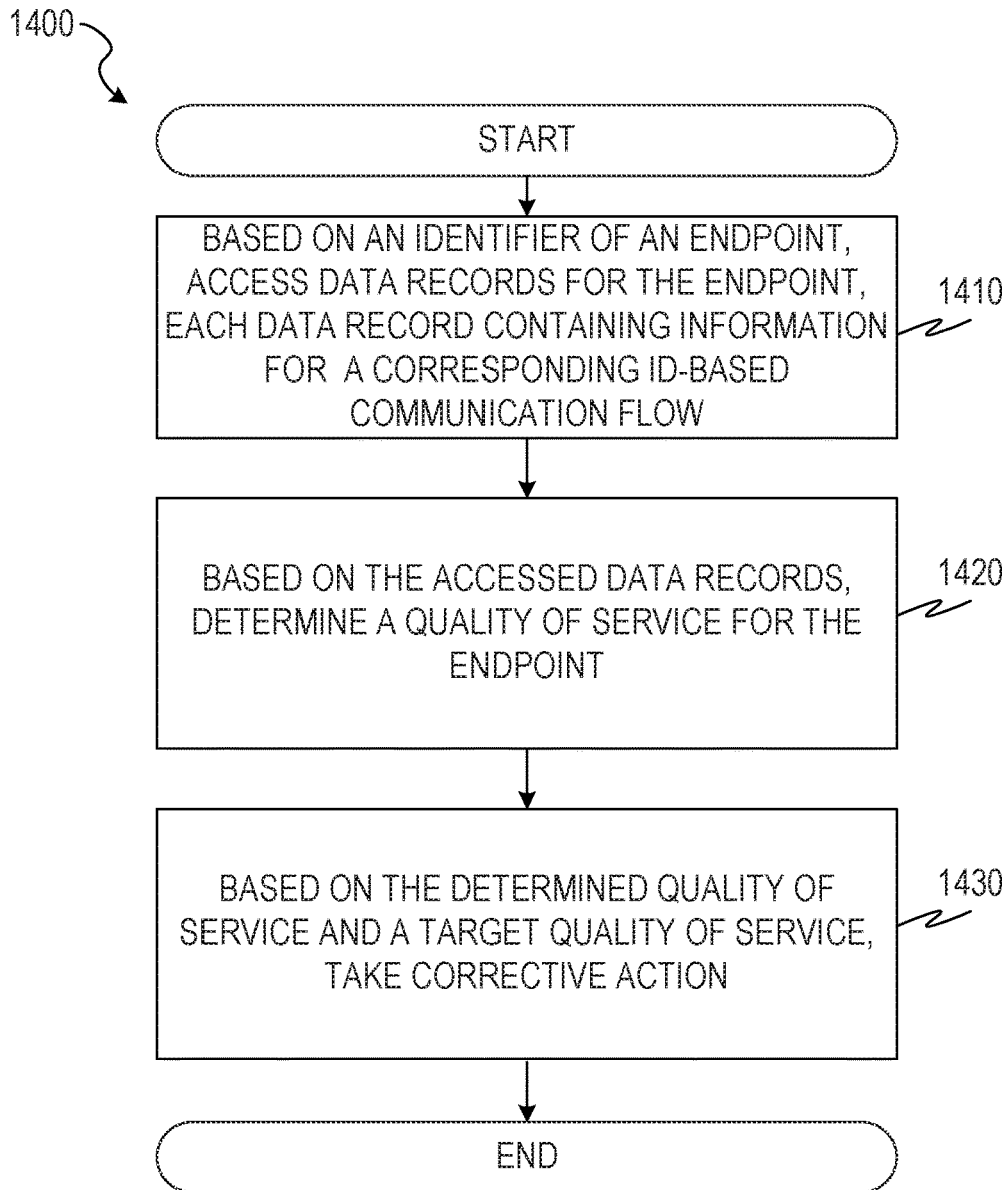 1400
START
BASED ON AN IDENTIFIER OF AN ENDPOINT,
ACCESS DATA RECORDS FOR THE ENDPOINT,
EACH DATA RECORD CONTAINING INFORMATION
FOR A CORRESPONDING ID-BASED
COMMUNICATION FLOW
1410
BASED ON THE ACCESSED DATA RECORDS,
DETERMINE A QUALITY OF SERVICE FOR THE
ENDPOINT
1420
BASED ON THE DETERMINED QUALITY OF
SERVICE AND A TARGET QUALITY OF SERVICE,
TAKE CORRECTIVE ACTION
1430
END